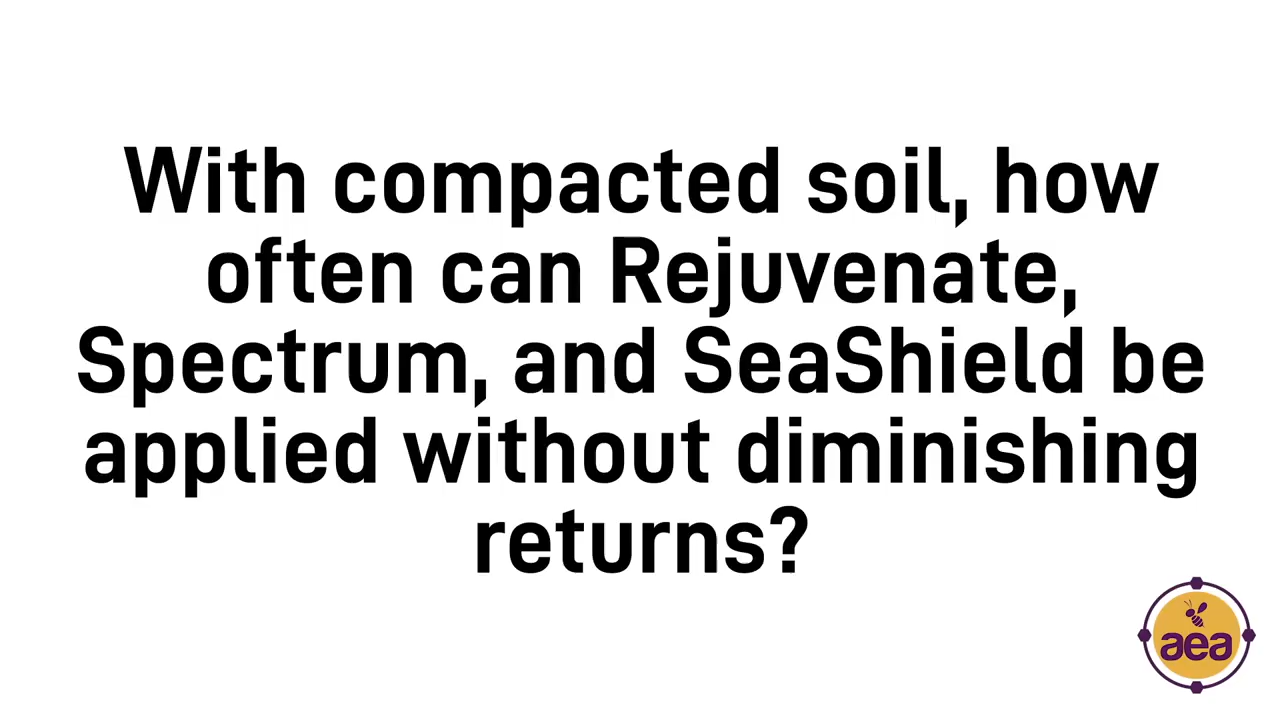 With compacted soil, how
often can Rejuvenate,
Spectrum, and SeaShield be
applied without diminishing
returns?
aea